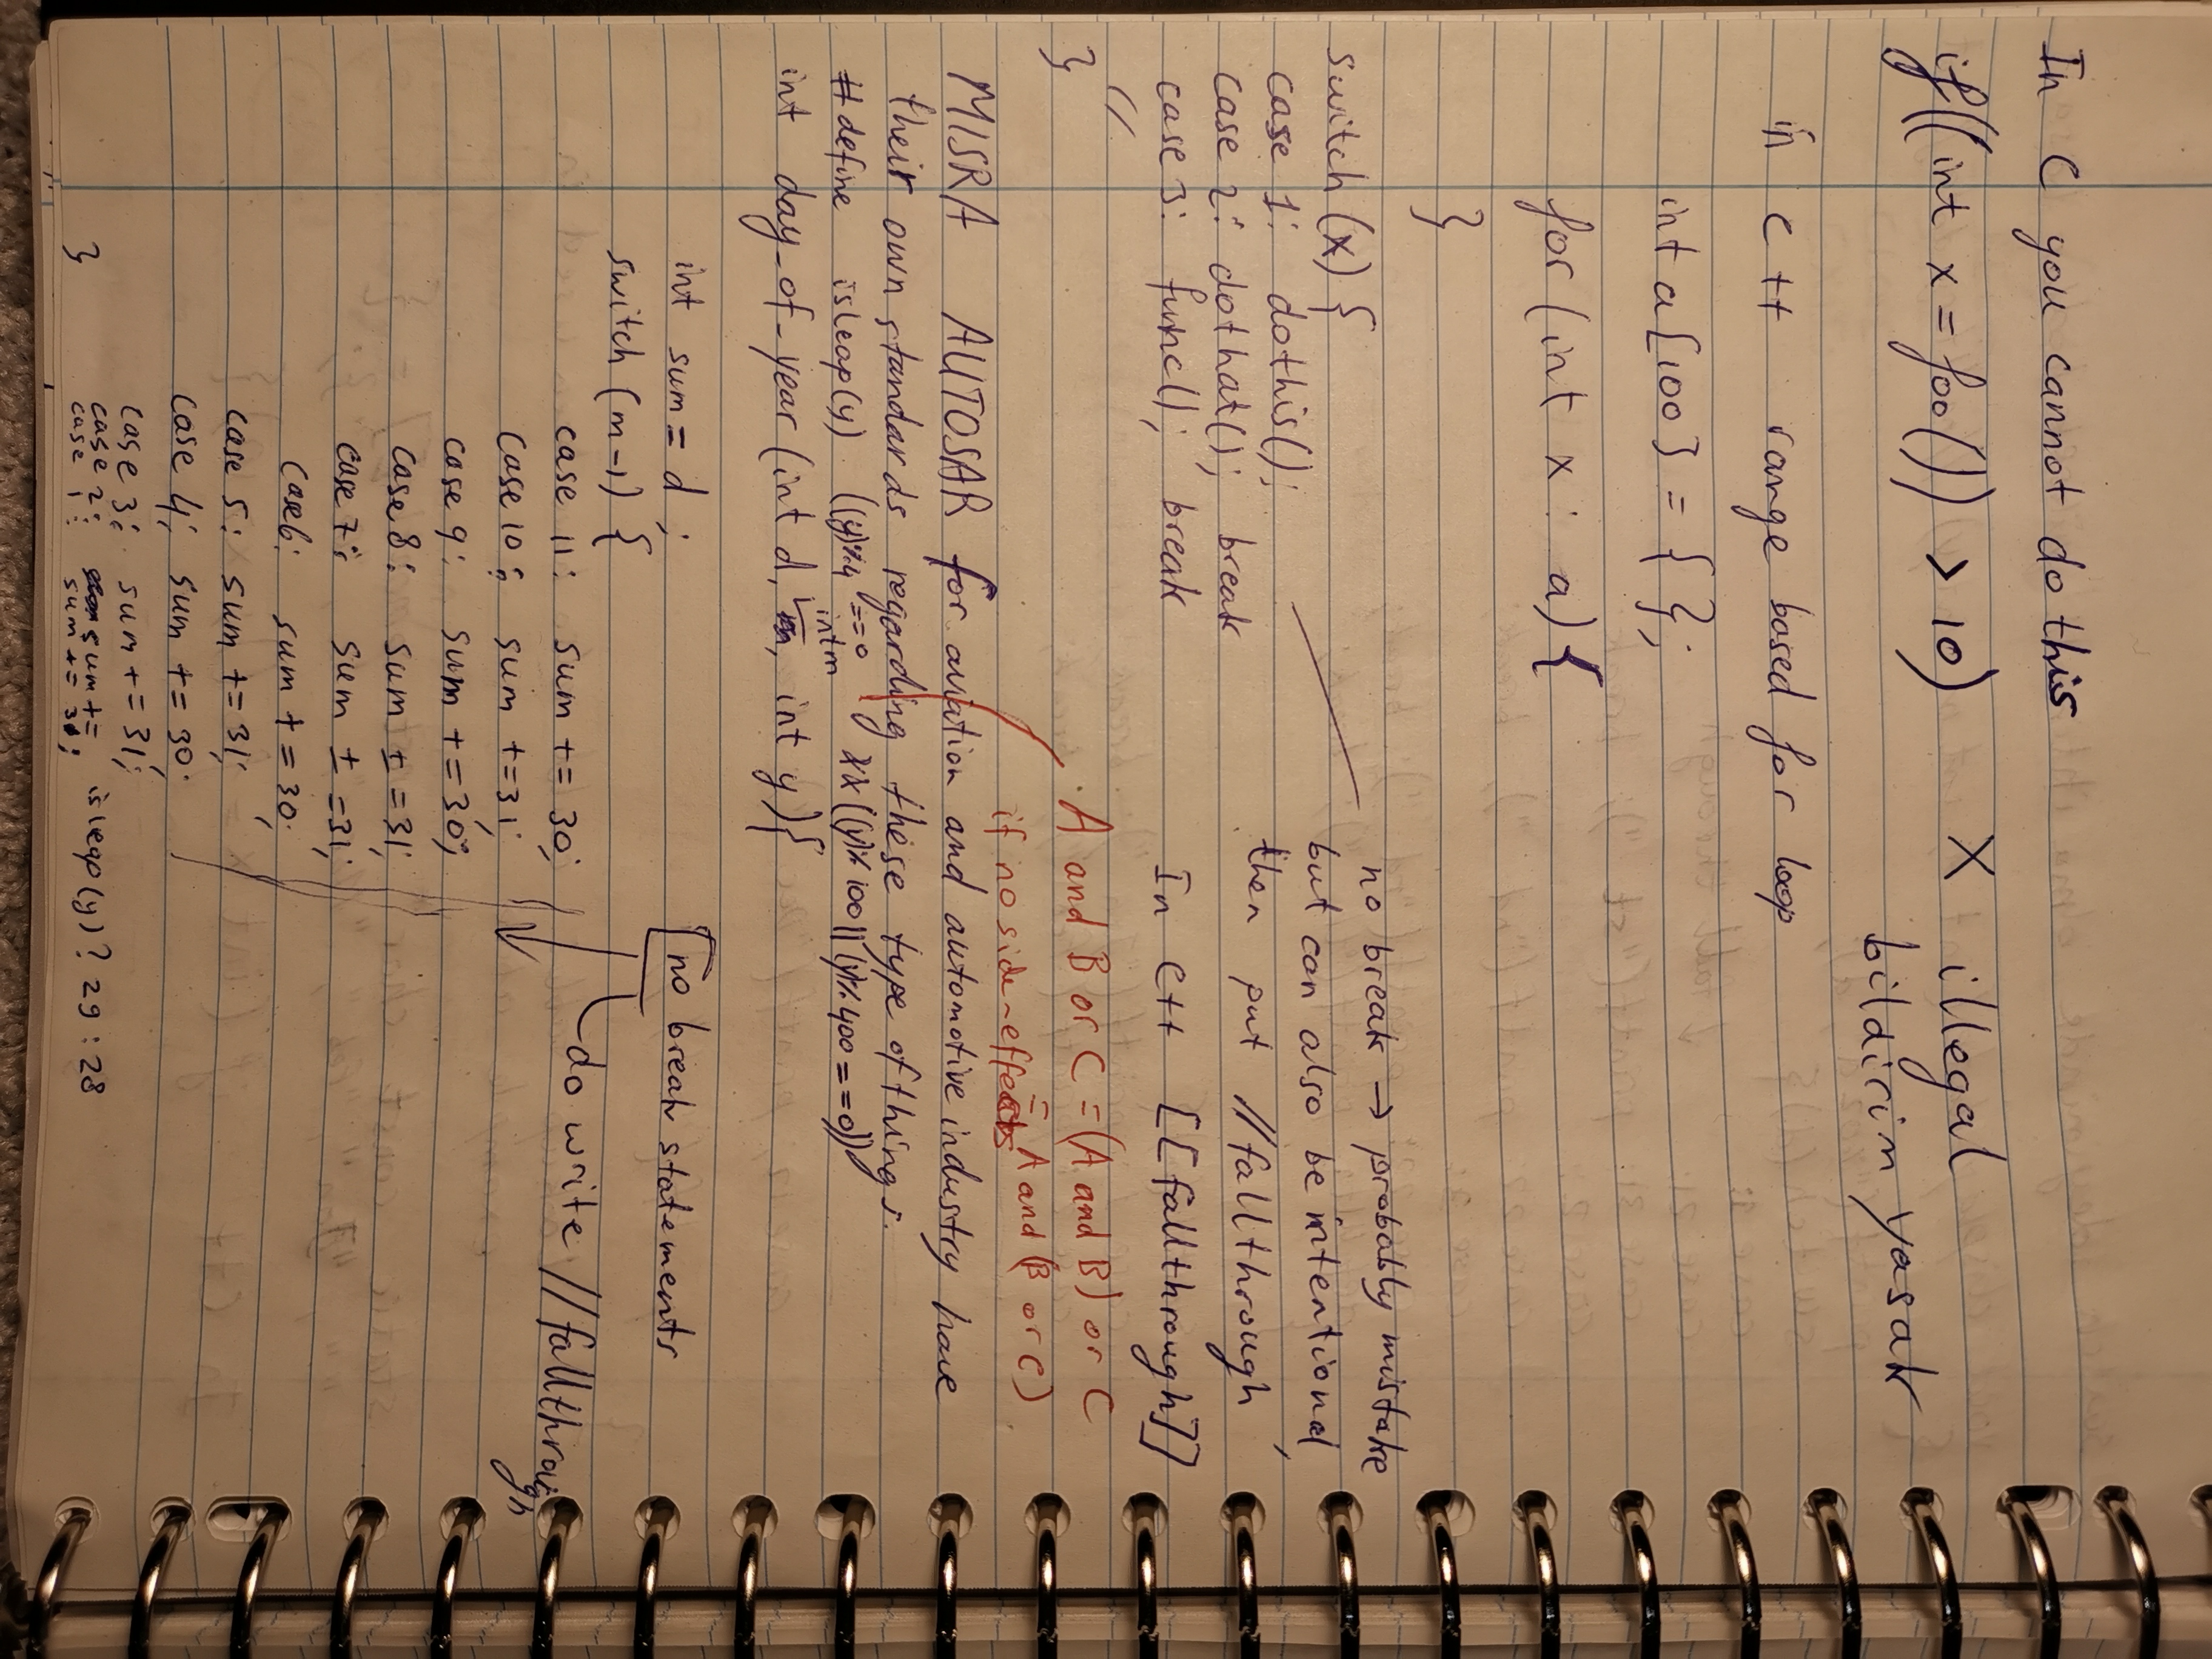 In C you cannot do this
if((int x = foo()) > 10) X illegal
bildirim yasak
in c++ range based for loop
int a[100] = { };
for (int x : a) {
}
switch (x) {
case 1: dothis();
case 2: dothat(); break
case 3: func(); break
//
}
no break → probably mistake
but can also be intentional,
then put //fallthrough
In C++ [[fallthrough]]
A and B or C = (A and B) or C
= A and (B or C)
if no side-effects
MISRA AUTOSAR for aviation and automotive industry have
their own standards regarding these type of things.
#define isleap(y) ((y)%4 ==0 && ((y)%100 || (y)%400 ==0))
int m
int day_of_year (int d, m, int y){
int sum = d ;
switch (m-1) {
case 11: sum += 30;
case 10: sum += 31;
case 9: sum += 30;
case 8: sum += 31;
case 7: sum += 31;
case 6: sum += 30;
case 5: sum += 31;
case 4; sum += 30;
case 3: sum += 31;
case 2: sum += isleap(y)? 29 : 28
case 1: sum += 31;
}
[no break statements
do write //fallthrough